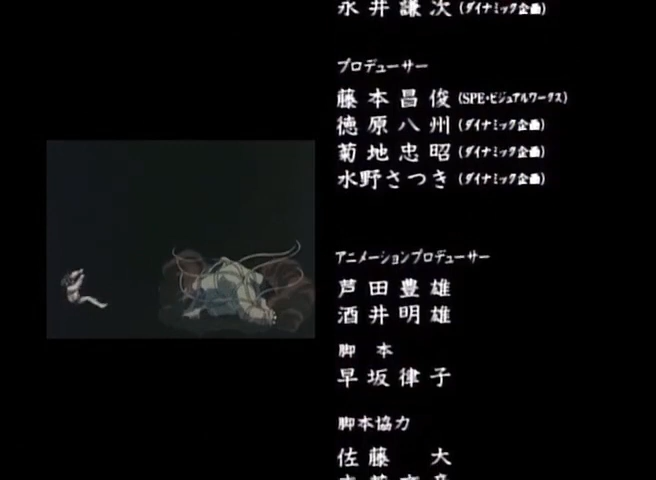 永井謙次(ダイナミック企画)
プロデューサー
藤本昌俊(SPE・ビジュアルワークス)
徳原八州(ダイナミック企画)
菊地忠昭(ダイナミック企画)
水野さつき(ダイナミック企画)
アニメーションプロデューサー
芦田豊雄
酒井明雄
脚本
早坂律子
脚本協力
佐藤 大